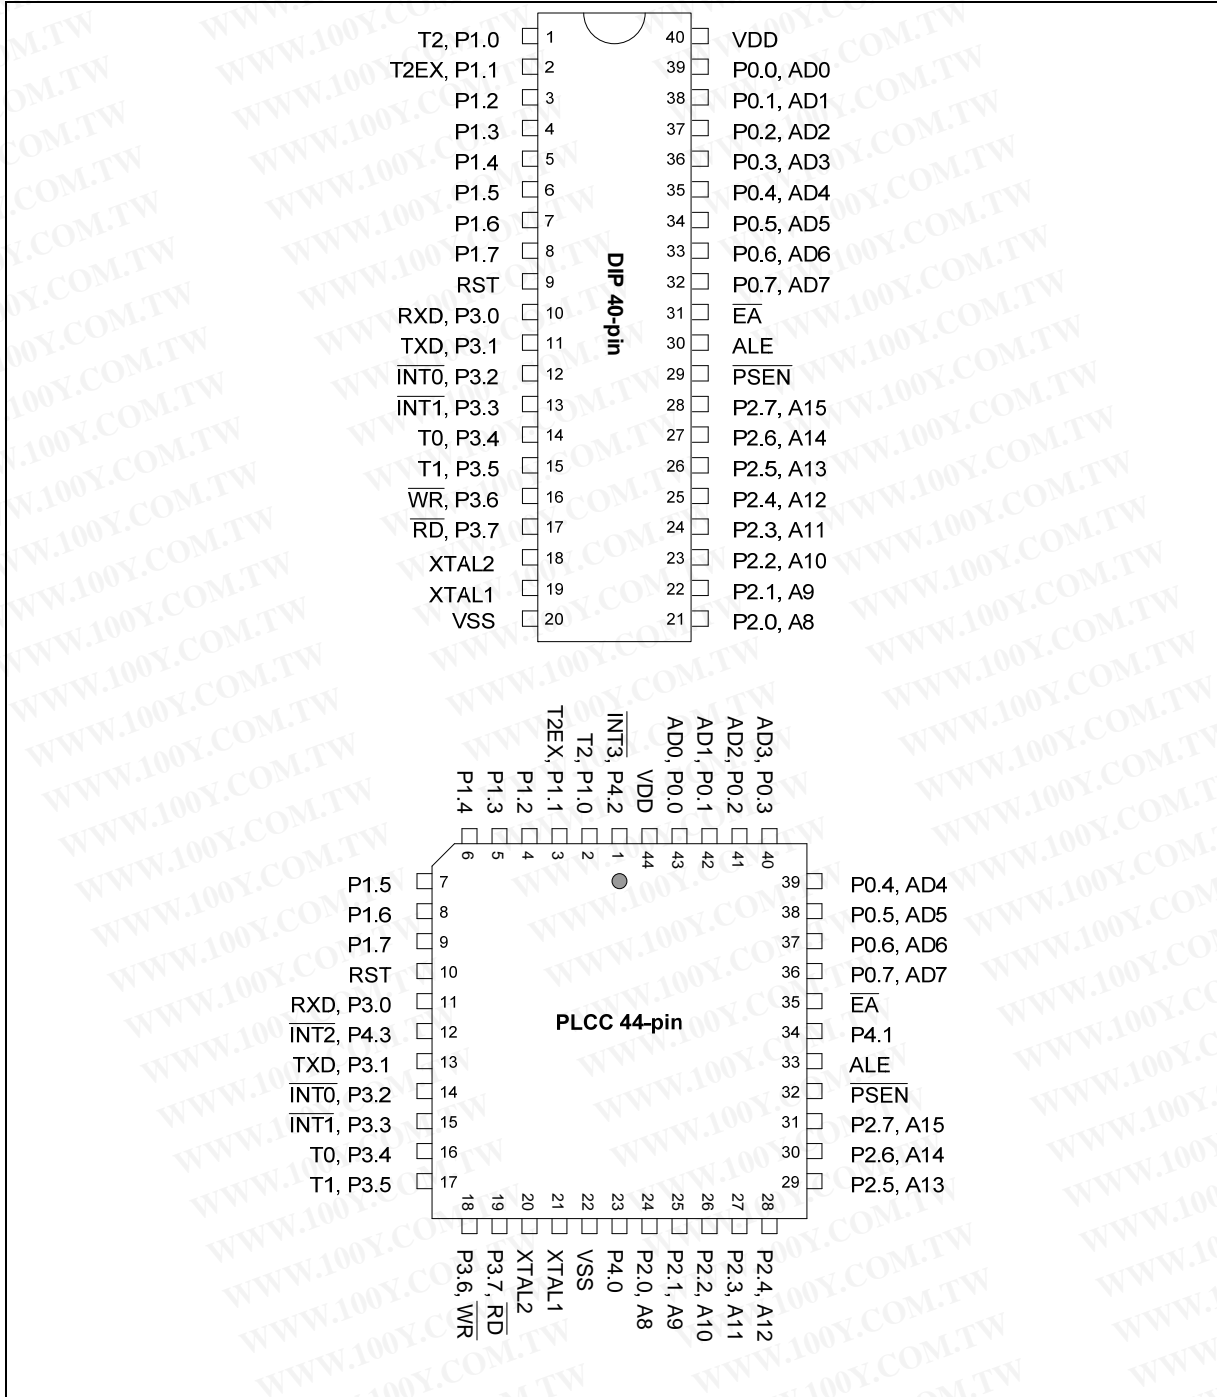 T2, P1.0 1 40 VDD
T2EX, P1.1 2 39 P0.0, AD0
P1.2 3 38 P0.1, AD1
P1.3 4 37 P0.2, AD2
P1.4 5 36 P0.3, AD3
P1.5 6 35 P0.4, AD4
P1.6 7 34 P0.5, AD5
P1.7 8 33 P0.6, AD6
RST 9 32 P0.7, AD7
RXD, P3.0 10 31 EA
TXD, P3.1 11 30 ALE
INT0, P3.2 12 29 PSEN
INT1, P3.3 13 28 P2.7, A15
T0, P3.4 14 27 P2.6, A14
T1, P3.5 15 26 P2.5, A13
WR, P3.6 16 25 P2.4, A12
RD, P3.7 17 24 P2.3, A11
XTAL2 18 23 P2.2, A10
XTAL1 19 22 P2.1, A9
VSS 20 21 P2.0, A8
DIP 40-pin
P1.4 6
P1.3 5
P1.2 4
T2EX, P1.1 3
T2, P1.0 2
INT3, P4.2 1
VDD 44
AD0, P0.0 43
AD1, P0.1 42
AD2, P0.2 41
AD3, P0.3 40
P1.5 7 39 P0.4, AD4
P1.6 8 38 P0.5, AD5
P1.7 9 37 P0.6, AD6
RST 10 36 P0.7, AD7
RXD, P3.0 11 35 EA
INT2, P4.3 12 34 P4.1
TXD, P3.1 13 33 ALE
INT0, P3.2 14 32 PSEN
INT1, P3.3 15 31 P2.7, A15
T0, P3.4 16 30 P2.6, A14
T1, P3.5 17 29 P2.5, A13
PLCC 44-pin
18 P3.6, WR
19 P3.7, RD
20 XTAL2
21 XTAL1
22 VSS
23 P4.0
24 P2.0, A8
25 P2.1, A9
26 P2.2, A10
27 P2.3, A11
28 P2.4, A12
WWW.100Y.COM.TW